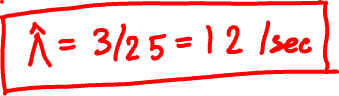 Λ̂ = 3/25 = 12 /sec